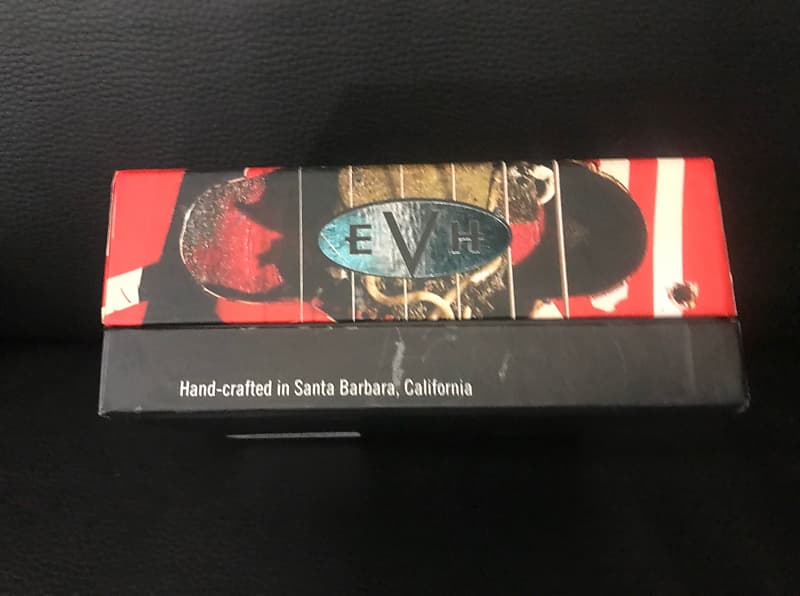 EVH
Hand-crafted in Santa Barbara, California